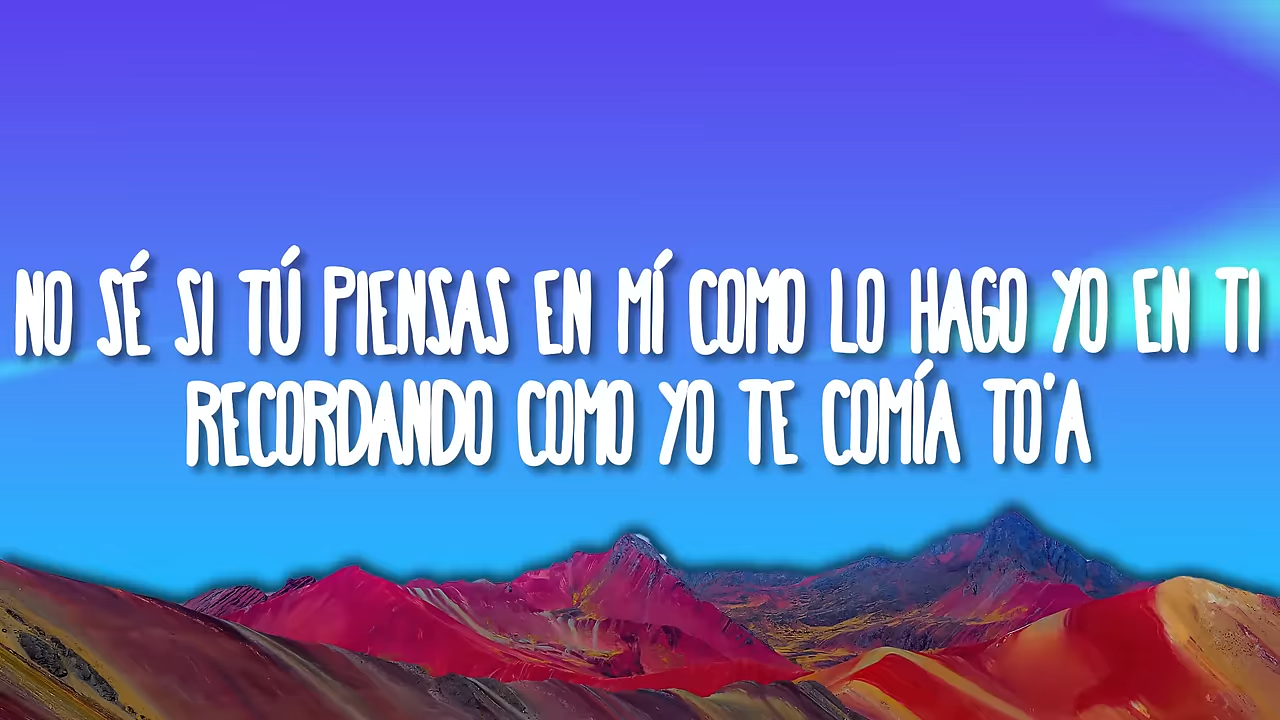 NO SÉ SI TÚ PIENSAS EN MÍ COMO LO HAGO YO EN TI
RECORDANDO COMO YO TE COMÍA TO'A